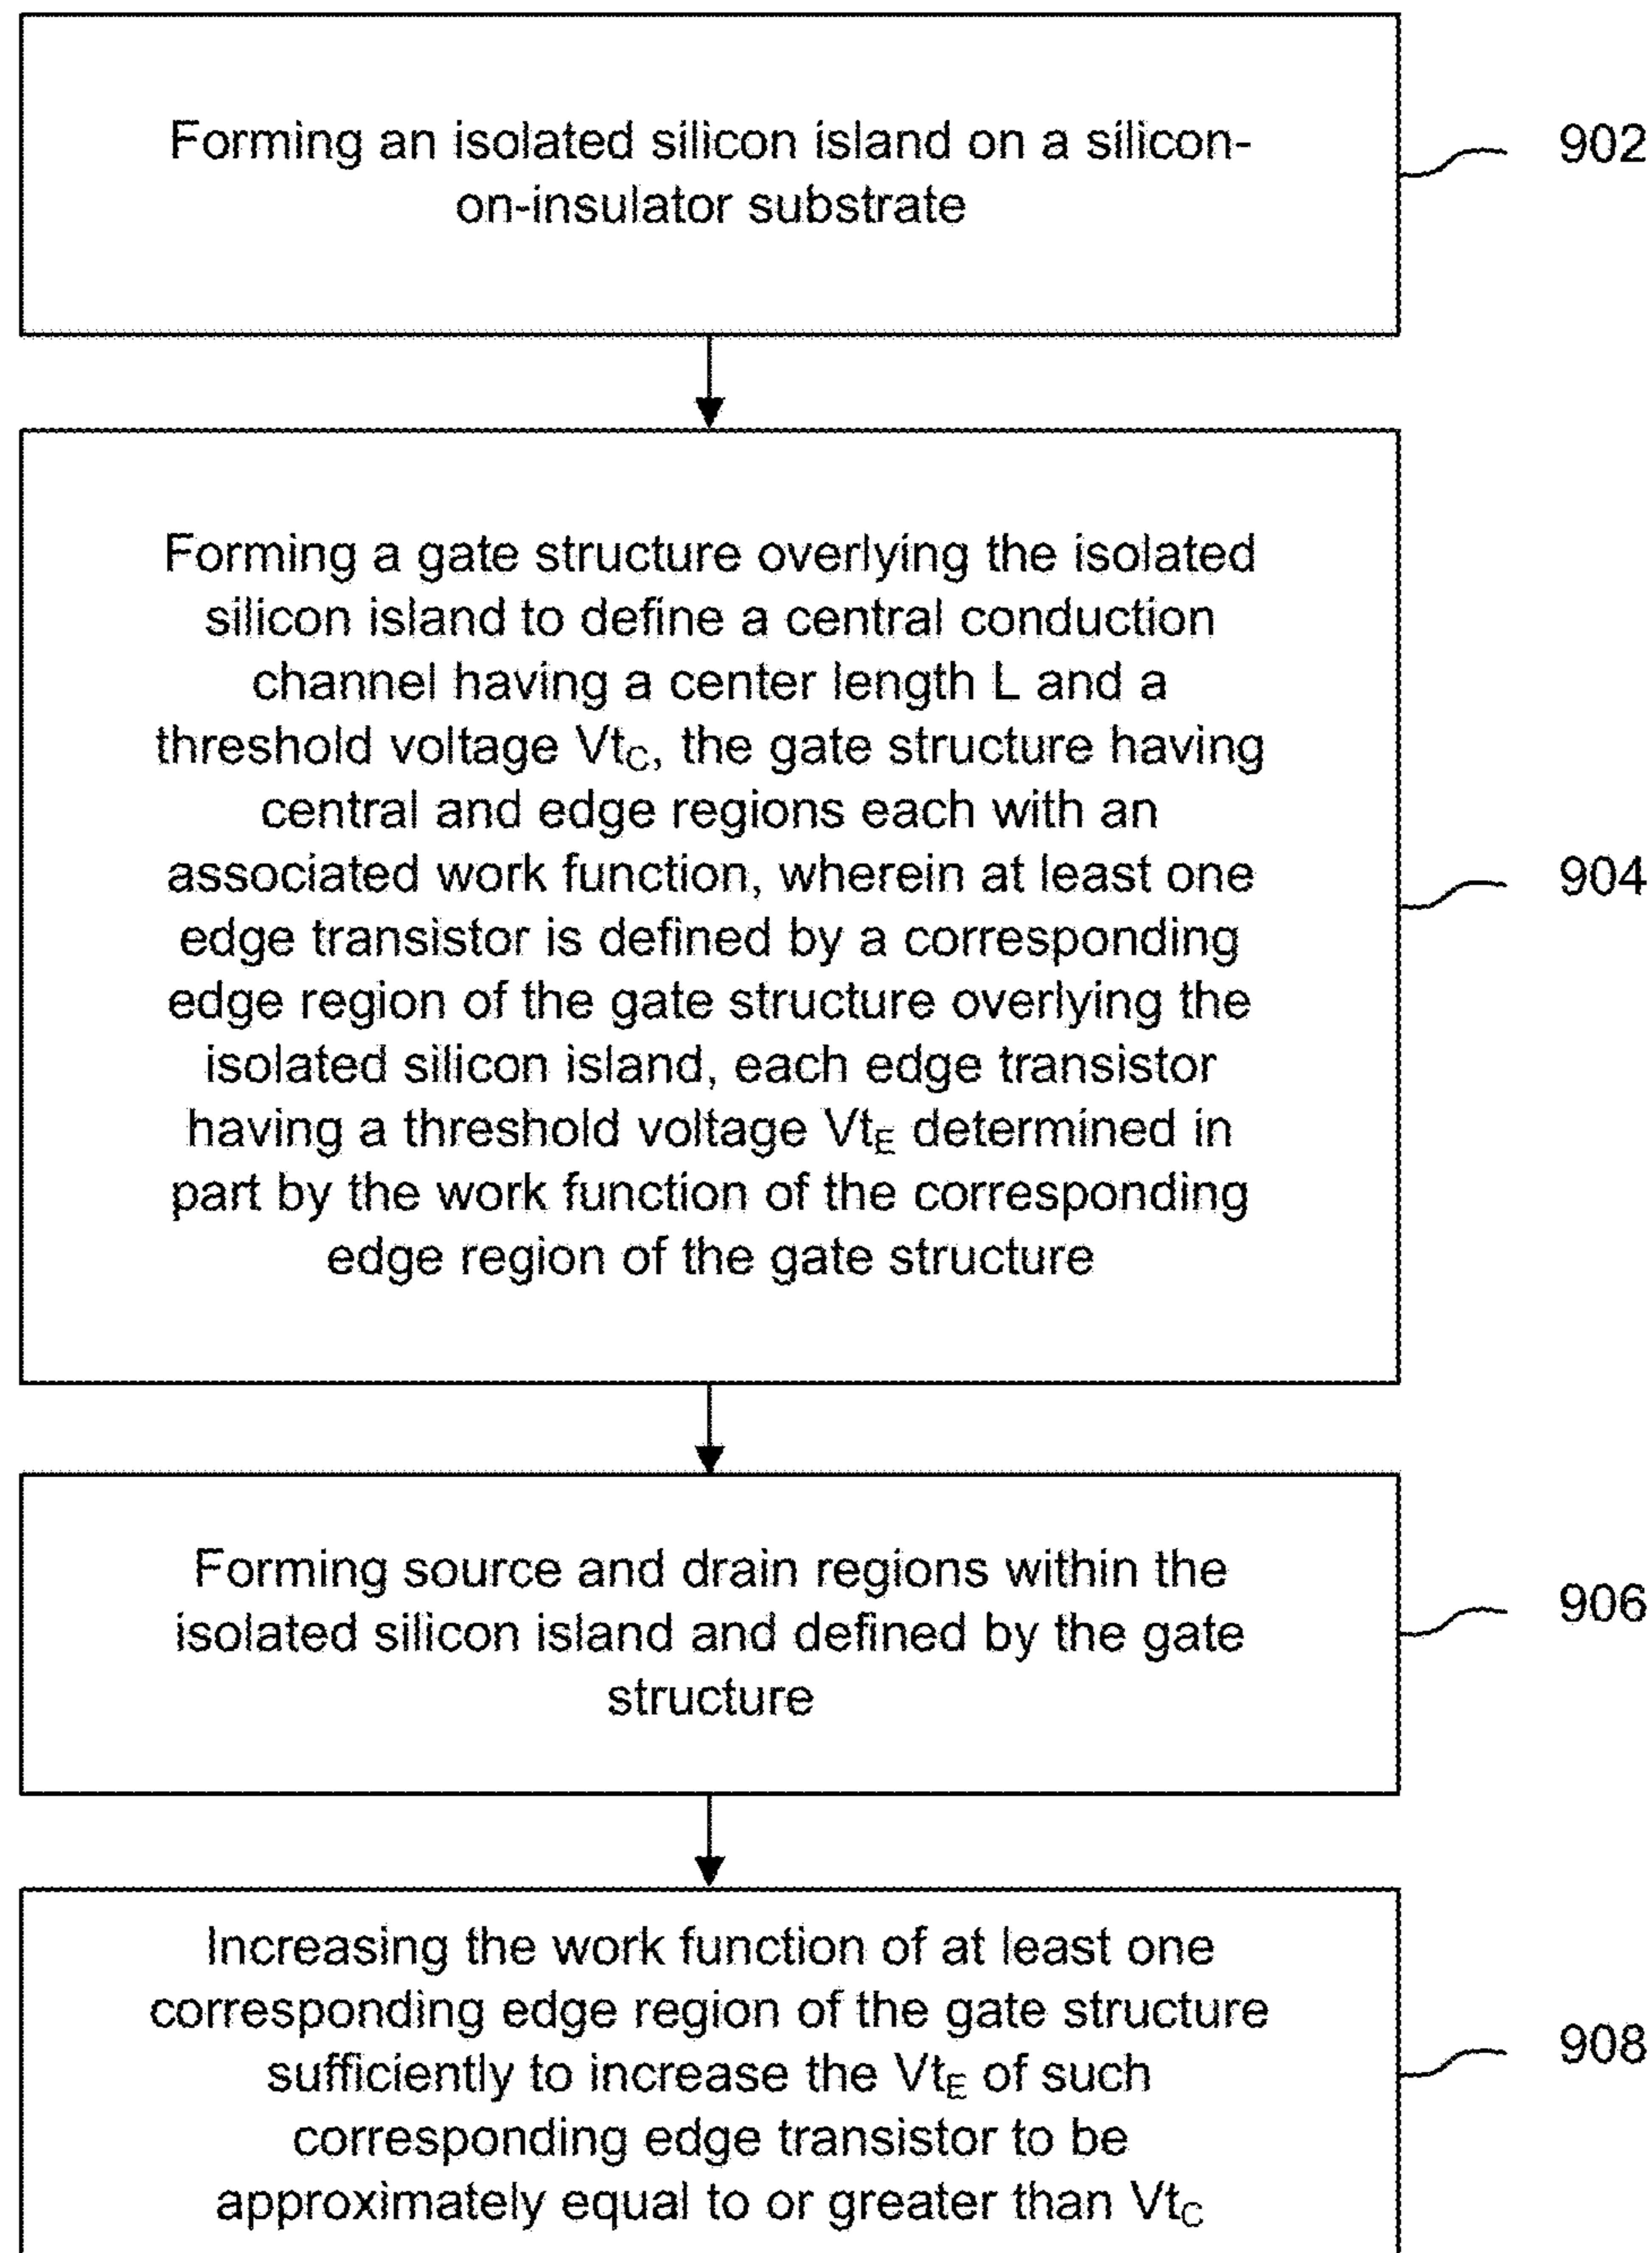 Forming an isolated silicon island on a silicon-
on-insulator substrate
902
Forming a gate structure overlying the isolated
silicon island to define a central conduction
channel having a center length L and a
threshold voltage Vt_C, the gate structure having
central and edge regions each with an
associated work function, wherein at least one
edge transistor is defined by a corresponding
edge region of the gate structure overlying the
isolated silicon island, each edge transistor
having a threshold voltage Vt_E determined in
part by the work function of the corresponding
edge region of the gate structure
904
Forming source and drain regions within the
isolated silicon island and defined by the gate
structure
906
Increasing the work function of at least one
corresponding edge region of the gate structure
sufficiently to increase the Vt_E of such
corresponding edge transistor to be
approximately equal to or greater than Vt_C
908